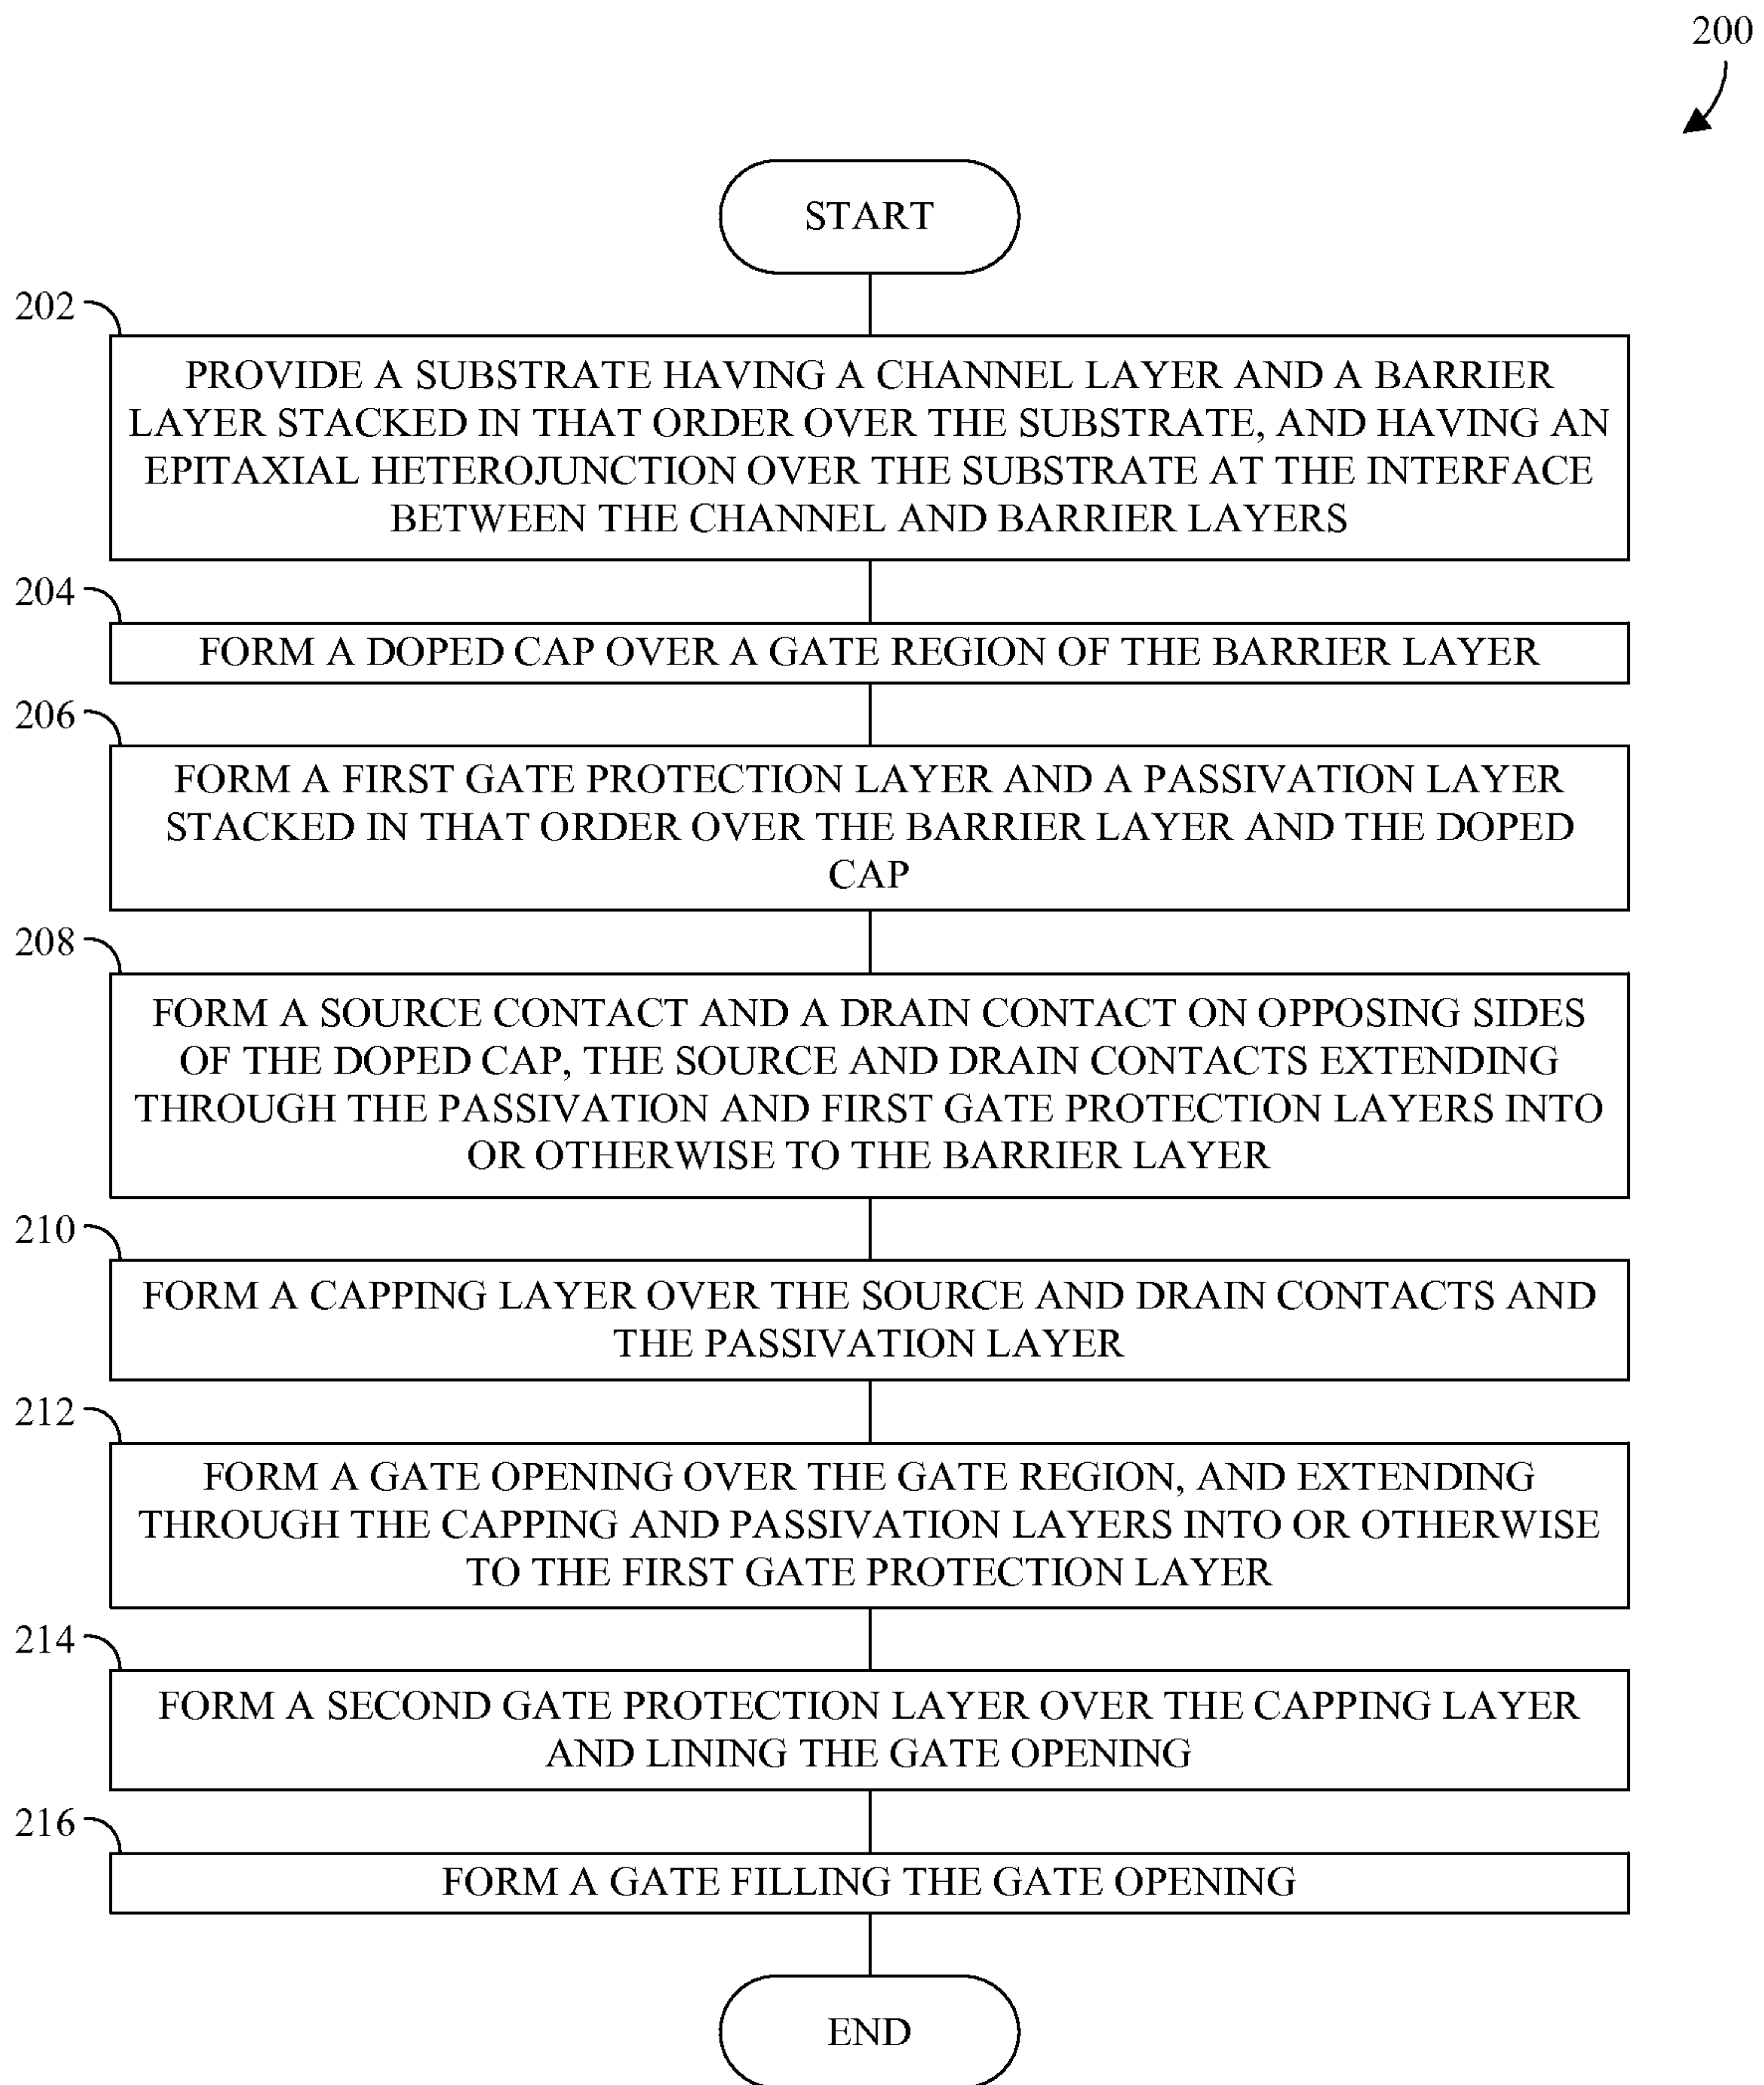 200
START
202
PROVIDE A SUBSTRATE HAVING A CHANNEL LAYER AND A BARRIER
LAYER STACKED IN THAT ORDER OVER THE SUBSTRATE, AND HAVING AN
EPITAXIAL HETEROJUNCTION OVER THE SUBSTRATE AT THE INTERFACE
BETWEEN THE CHANNEL AND BARRIER LAYERS
204
FORM A DOPED CAP OVER A GATE REGION OF THE BARRIER LAYER
206
FORM A FIRST GATE PROTECTION LAYER AND A PASSIVATION LAYER
STACKED IN THAT ORDER OVER THE BARRIER LAYER AND THE DOPED
CAP
208
FORM A SOURCE CONTACT AND A DRAIN CONTACT ON OPPOSING SIDES
OF THE DOPED CAP, THE SOURCE AND DRAIN CONTACTS EXTENDING
THROUGH THE PASSIVATION AND FIRST GATE PROTECTION LAYERS INTO
OR OTHERWISE TO THE BARRIER LAYER
210
FORM A CAPPING LAYER OVER THE SOURCE AND DRAIN CONTACTS AND
THE PASSIVATION LAYER
212
FORM A GATE OPENING OVER THE GATE REGION, AND EXTENDING
THROUGH THE CAPPING AND PASSIVATION LAYERS INTO OR OTHERWISE
TO THE FIRST GATE PROTECTION LAYER
214
FORM A SECOND GATE PROTECTION LAYER OVER THE CAPPING LAYER
AND LINING THE GATE OPENING
216
FORM A GATE FILLING THE GATE OPENING
END